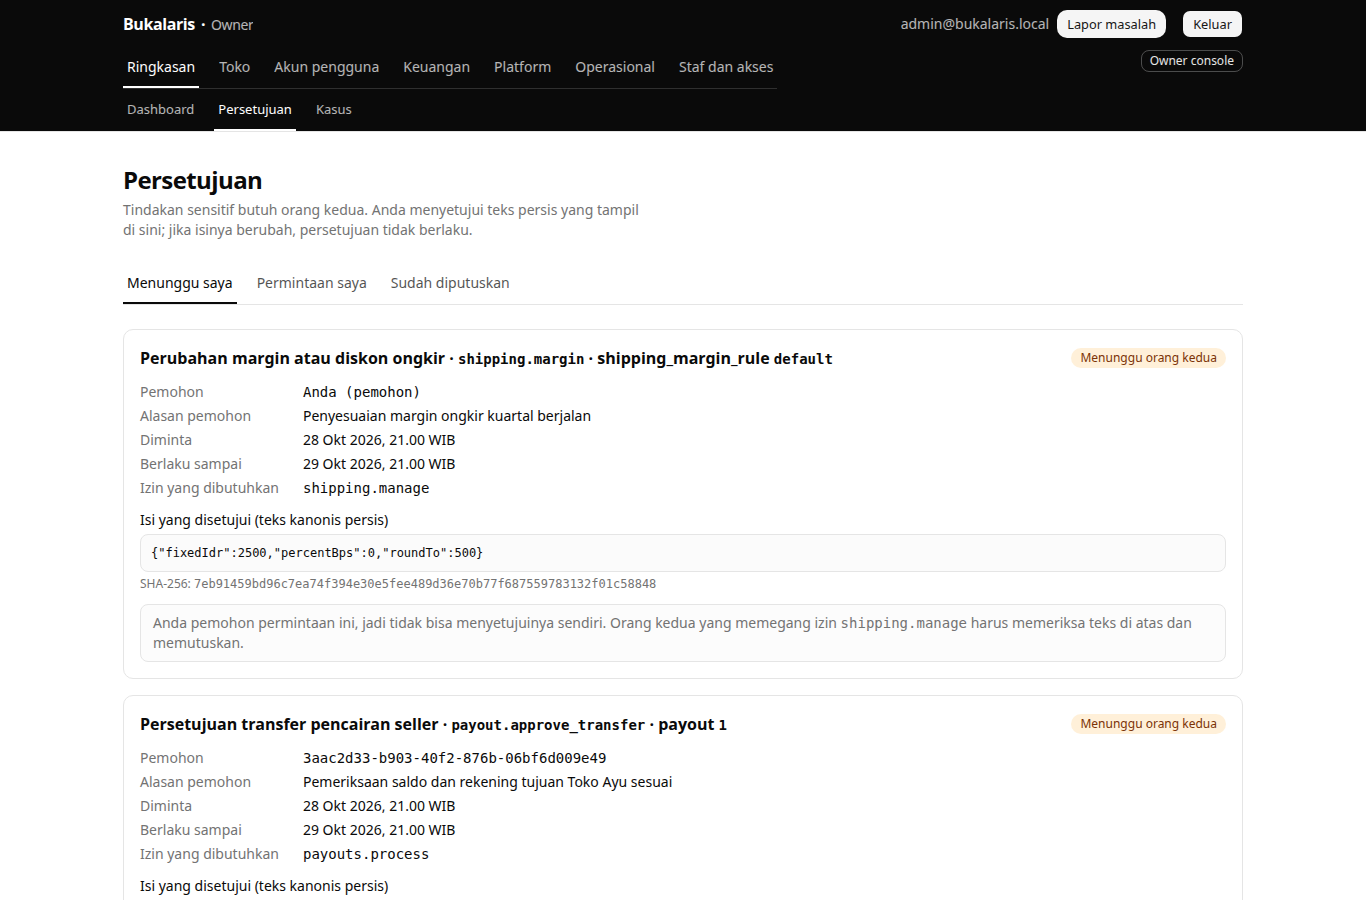 Bukalaris · Owner
admin@bukalaris.local Lapor masalah Keluar
Ringkasan Toko Akun pengguna Keuangan Platform Operasional Staf dan akses
Owner console
Dashboard Persetujuan Kasus
Persetujuan
Tindakan sensitif butuh orang kedua. Anda menyetujui teks persis yang tampil
di sini; jika isinya berubah, persetujuan tidak berlaku.
Menunggu saya Permintaan saya Sudah diputuskan
Perubahan margin atau diskon ongkir · shipping.margin · shipping_margin_rule default
Menunggu orang kedua
Pemohon Anda (pemohon)
Alasan pemohon Penyesuaian margin ongkir kuartal berjalan
Diminta 28 Okt 2026, 21.00 WIB
Berlaku sampai 29 Okt 2026, 21.00 WIB
Izin yang dibutuhkan shipping.manage
Isi yang disetujui (teks kanonis persis)
{"fixedIdr":2500,"percentBps":0,"roundTo":500}
SHA-256: 7eb91459bd96c7ea74f394e30e5fee489d36e70b77f687559783132f01c58848
Anda pemohon permintaan ini, jadi tidak bisa menyetujuinya sendiri. Orang kedua yang memegang izin shipping.manage harus memeriksa teks di atas dan
memutuskan.
Persetujuan transfer pencairan seller · payout.approve_transfer · payout 1
Menunggu orang kedua
Pemohon 3aac2d33-b903-40f2-876b-06bf6d009e49
Alasan pemohon Pemeriksaan saldo dan rekening tujuan Toko Ayu sesuai
Diminta 28 Okt 2026, 21.00 WIB
Berlaku sampai 29 Okt 2026, 21.00 WIB
Izin yang dibutuhkan payouts.process
Isi yang disetujui (teks kanonis persis)